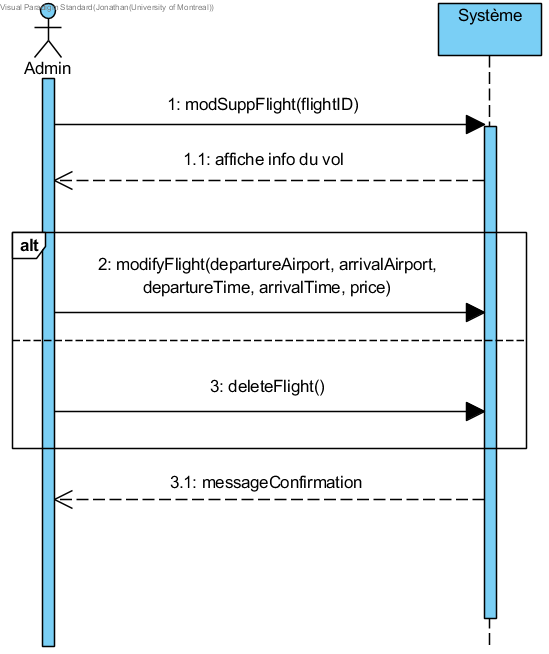 Visual Paradigm Standard(Jonathan(University of Montreal))
Système
Admin
1: modSuppFlight(flightID)
1.1: affiche info du vol
alt
2: modifyFlight(departureAirport, arrivalAirport,
departureTime, arrivalTime, price)
3: deleteFlight()
3.1: messageConfirmation